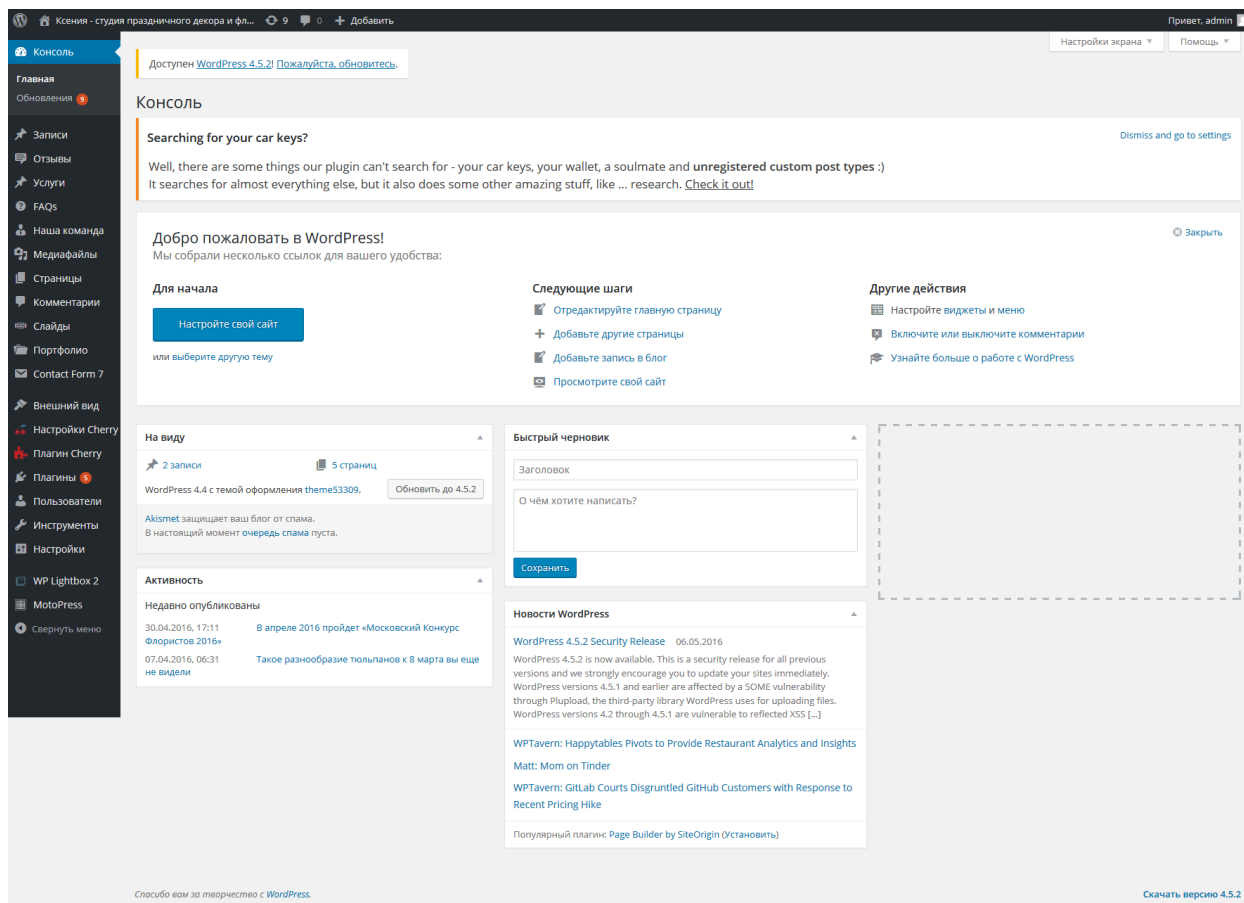 Ксения - студия праздничного декора и фл... 9 0 + Добавить Привет, admin
Настройки экрана Помощь
Консоль
Главная
Обновления 9
Записи
Отзывы
Услуги
FAQs
Наша команда
Медиафайлы
Страницы
Комментарии
Слайды
Портфолио
Contact Form 7
Внешний вид
Настройки Cherry
Плагин Cherry
Плагины 5
Пользователи
Инструменты
Настройки
WP Lightbox 2
MotoPress
Свернуть меню
Доступен WordPress 4.5.2! Пожалуйста, обновитесь.
Консоль
Searching for your car keys?
Dismiss and go to settings
Well, there are some things our plugin can't search for - your car keys, your wallet, a soulmate and unregistered custom post types :)
It searches for almost everything else, but it also does some other amazing stuff, like ... research. Check it out!
Добро пожаловать в WordPress!
Закрыть
Мы собрали несколько ссылок для вашего удобства:
Для начала
Настройте свой сайт
или выберите другую тему
Следующие шаги
Отредактируйте главную страницу
Добавьте другие страницы
Добавьте запись в блог
Просмотрите свой сайт
Другие действия
Настройте виджеты и меню
Включите или выключите комментарии
Узнайте больше о работе с WordPress
На виду
2 записи 5 страниц
WordPress 4.4 с темой оформления theme53309. Обновить до 4.5.2
Akismet защищает ваш блог от спама.
В настоящий момент очередь спама пуста.
Активность
Недавно опубликованы
30.04.2016, 17:11 В апреле 2016 пройдет «Московский Конкурс
Флористов 2016»
07.04.2016, 06:31 Такое разнообразие тюльпанов к 8 марта вы еще
не видели
Быстрый черновик
Заголовок
О чём хотите написать?
Сохранить
Новости WordPress
WordPress 4.5.2 Security Release 06.05.2016
WordPress 4.5.2 is now available. This is a security release for all previous
versions and we strongly encourage you to update your sites immediately.
WordPress versions 4.5.1 and earlier are affected by a SOME vulnerability
through Plupload, the third-party library WordPress uses for uploading files.
WordPress versions 4.2 through 4.5.1 are vulnerable to reflected XSS [...]
WPTavern: Happytables Pivots to Provide Restaurant Analytics and Insights
Matt: Mom on Tinder
WPTavern: GitLab Courts Disgruntled GitHub Customers with Response to
Recent Pricing Hike
Популярный плагин: Page Builder by SiteOrigin (Установить)
Спасибо вам за творчество с WordPress.
Скачать версию 4.5.2